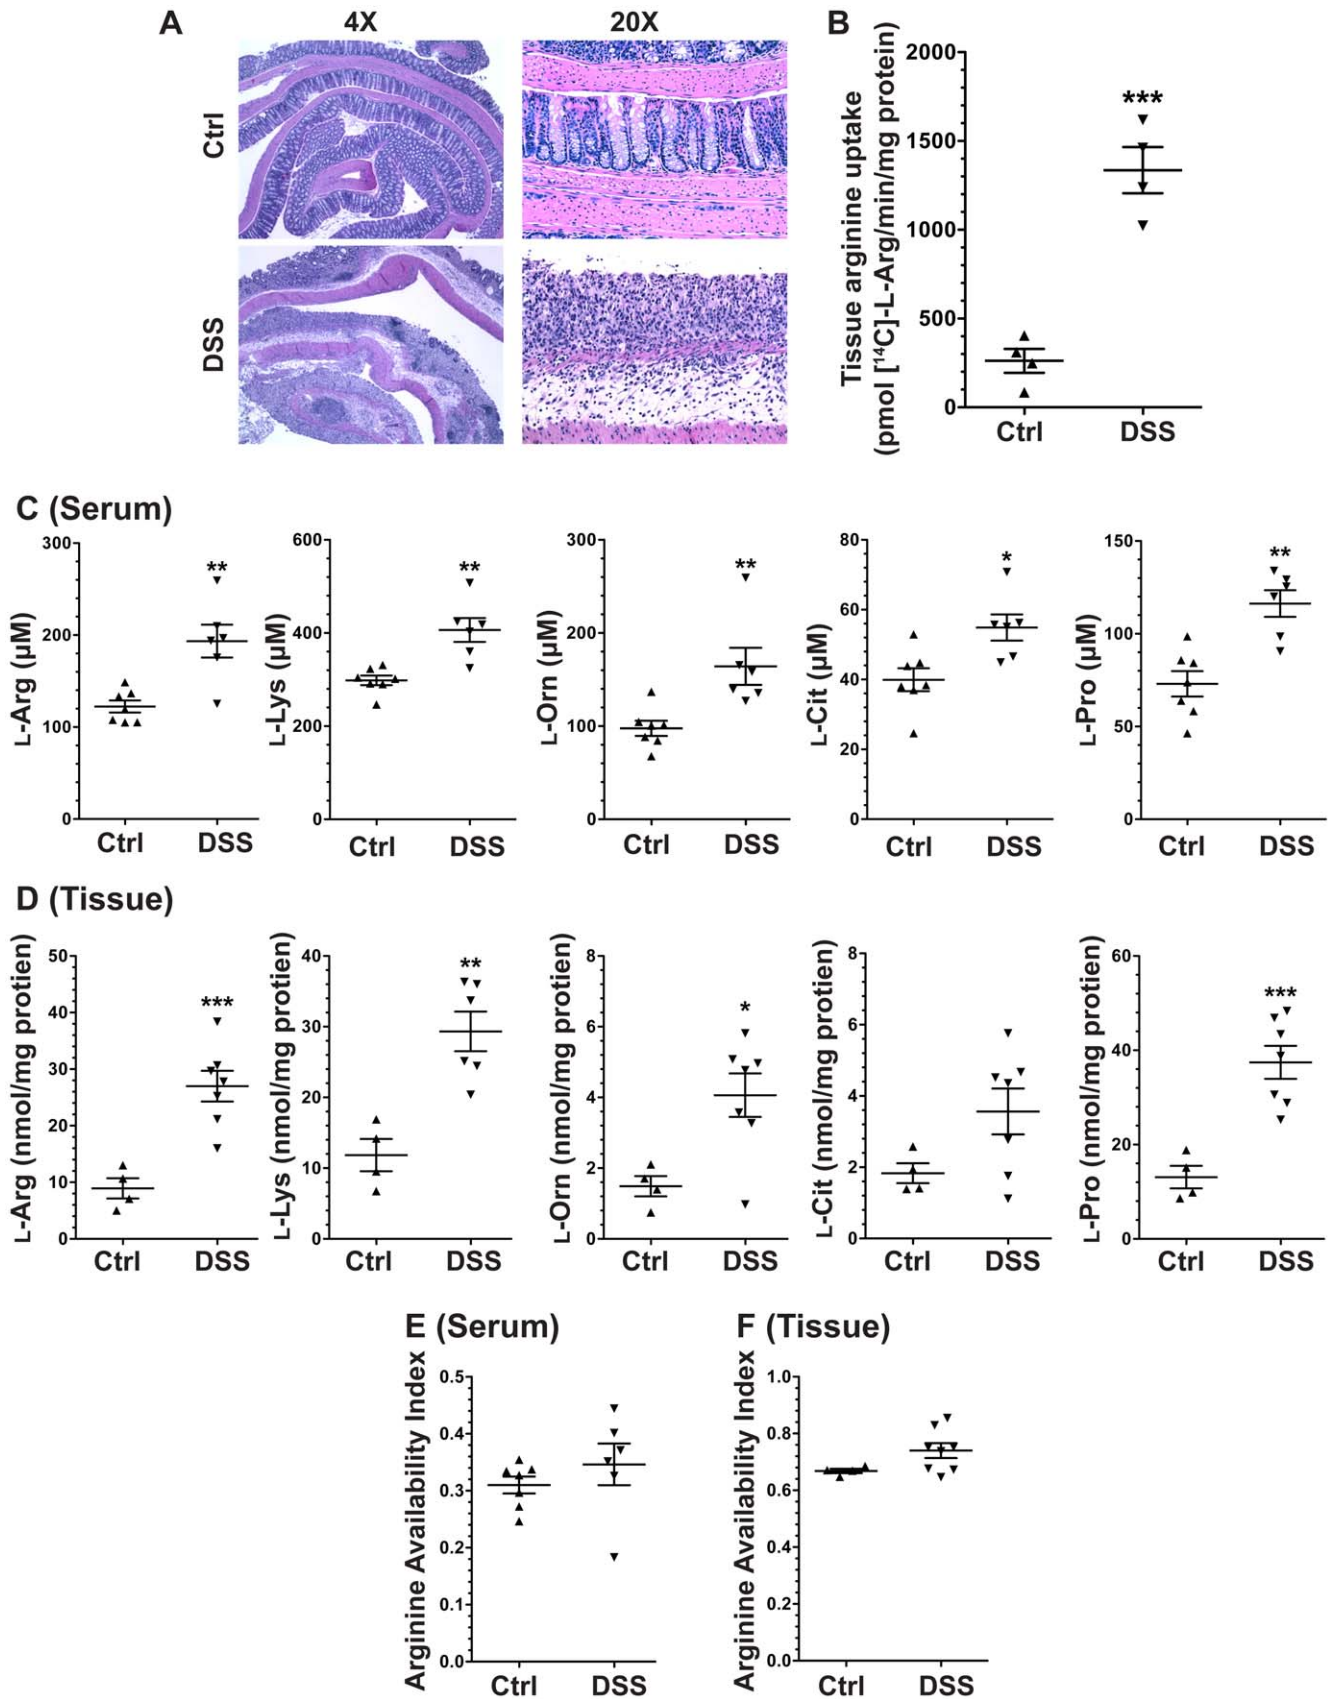 A
4X
20X
Ctrl
DSS
B
Tissue arginine uptake
(pmol [¹⁴C]-L-Arg/min/mg protein)
2000
1500
1000
500
0
***
Ctrl
DSS
C (Serum)
L-Arg (μM)
300
200
100
0
**
Ctrl
DSS
L-Lys (μM)
600
400
200
0
**
Ctrl
DSS
L-Orn (μM)
300
200
100
0
**
Ctrl
DSS
L-Cit (μM)
80
60
40
20
0
*
Ctrl
DSS
L-Pro (μM)
150
100
50
0
**
Ctrl
DSS
D (Tissue)
L-Arg (nmol/mg protien)
50
40
30
20
10
0
***
Ctrl
DSS
L-Lys (nmol/mg protien)
40
30
20
10
0
**
Ctrl
DSS
L-Orn (nmol/mg protien)
8
6
4
2
0
*
Ctrl
DSS
L-Cit (nmol/mg protien)
8
6
4
2
0
Ctrl
DSS
L-Pro (nmol/mg protien)
60
40
20
0
***
Ctrl
DSS
E (Serum)
Arginine Availability Index
0.5
0.4
0.3
0.2
0.1
0.0
Ctrl
DSS
F (Tissue)
Arginine Availability Index
1.0
0.8
0.6
0.4
0.2
0.0
Ctrl
DSS